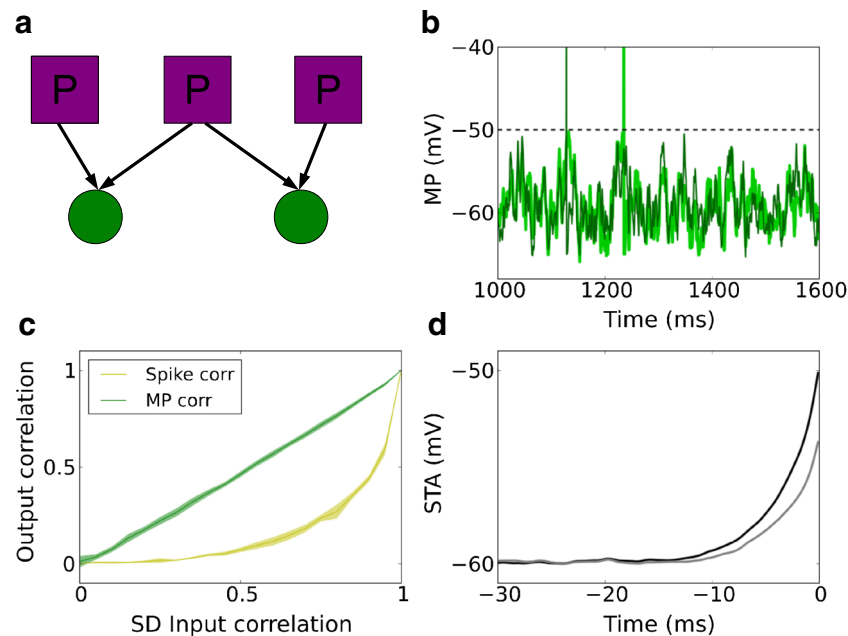 a
P P P
b
−40
−50
−60
MP (mV)
1000 1200 1400 1600
Time (ms)
c
Spike corr
MP corr
1
0.5
0
Output correlation
0 0.5 1
SD Input correlation
d
−50
−60
STA (mV)
−30 −20 −10 0
Time (ms)